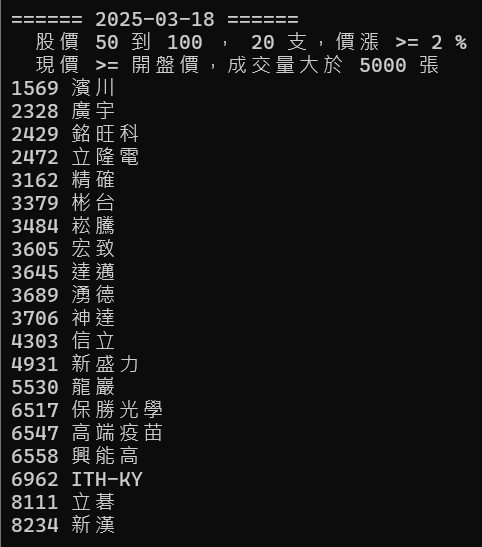 ====== 2025-03-18 ======
股價 50 到 100 , 20 支,價漲 >= 2 %
現價 >= 開盤價,成交量大於 5000 張
1569 濱川
2328 廣宇
2429 銘旺科
2472 立隆電
3162 精確
3379 彬台
3484 崧騰
3605 宏致
3645 達邁
3689 湧德
3706 神達
4303 信立
4931 新盛力
5530 龍巖
6517 保勝光學
6547 高端疫苗
6558 興能高
6962 ITH-KY
8111 立碁
8234 新漢